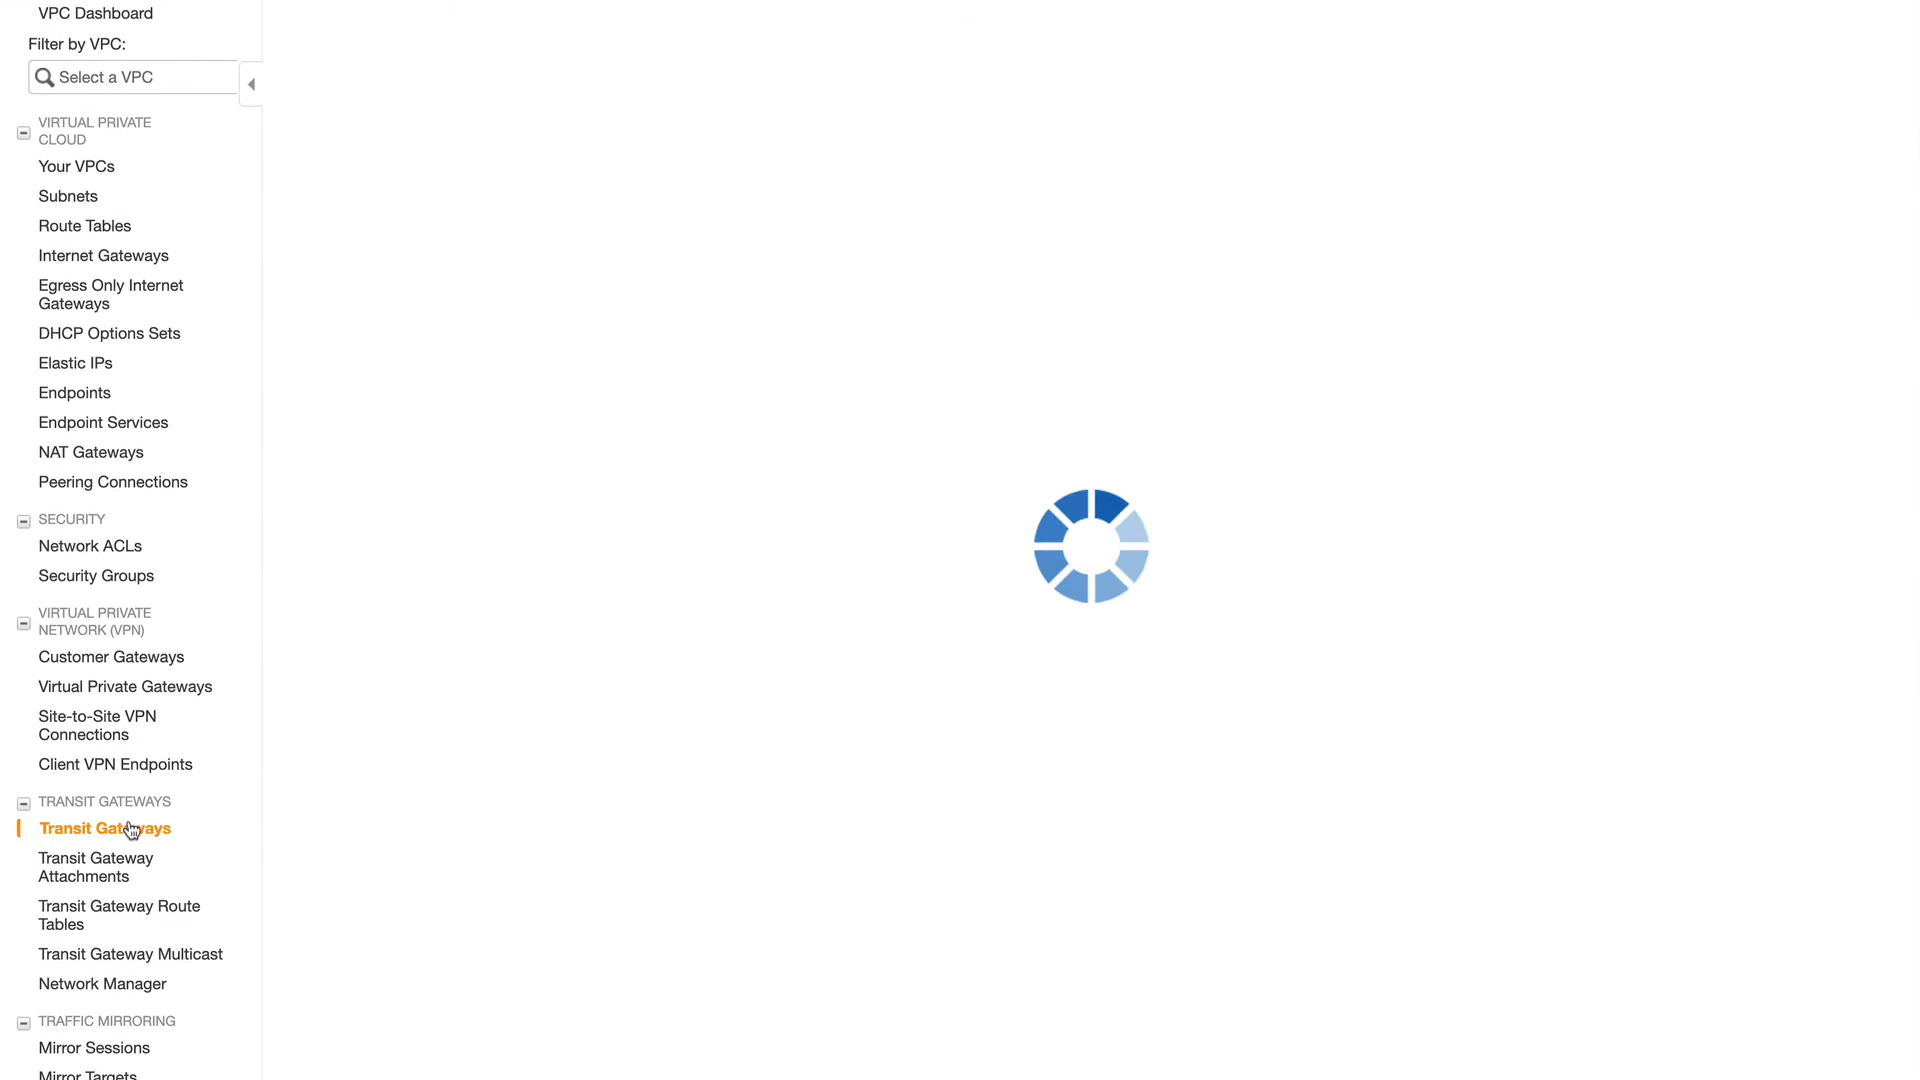 VPC Dashboard
Filter by VPC:
Select a VPC
VIRTUAL PRIVATE
CLOUD
Your VPCs
Subnets
Route Tables
Internet Gateways
Egress Only Internet
Gateways
DHCP Options Sets
Elastic IPs
Endpoints
Endpoint Services
NAT Gateways
Peering Connections
SECURITY
Network ACLs
Security Groups
VIRTUAL PRIVATE
NETWORK (VPN)
Customer Gateways
Virtual Private Gateways
Site-to-Site VPN
Connections
Client VPN Endpoints
TRANSIT GATEWAYS
Transit Gateways
Transit Gateway
Attachments
Transit Gateway Route
Tables
Transit Gateway Multicast
Network Manager
TRAFFIC MIRRORING
Mirror Sessions
Mirror Targets